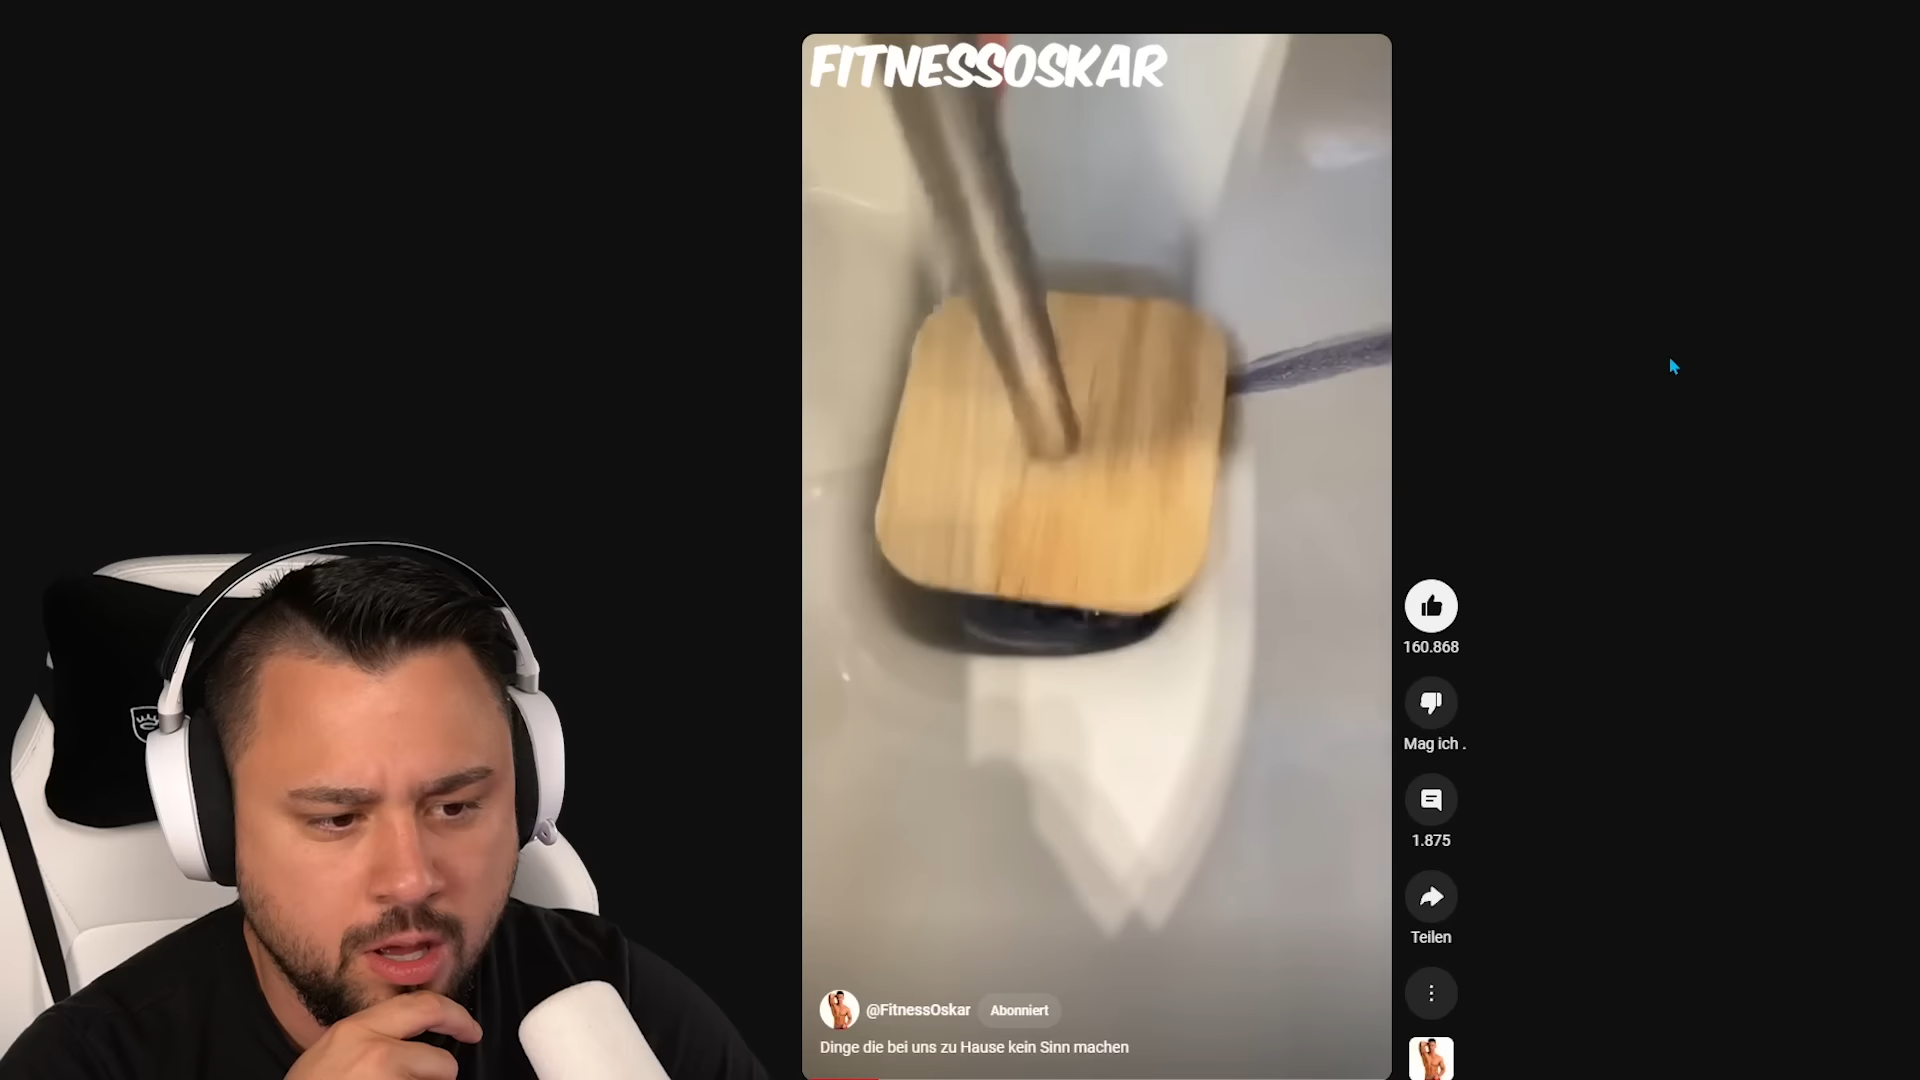 FITNESSOSKAR
160.868
Mag ich .
1.875
Teilen
@FitnessOskar Abonniert
Dinge die bei uns zu Hause kein Sinn machen